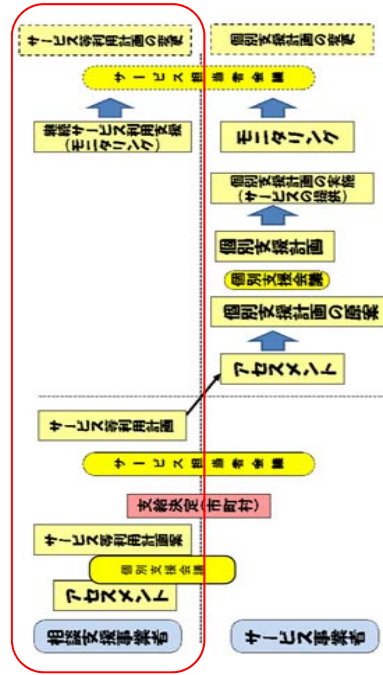 相談支援事業者
アセスメント
個別支援会議
サービス等利用計画案
支給決定(市町村)
サービス担当者会議
サービス等利用計画
継続サービス利用支援
(モニタリング)
サービス担当者会議
サービス等利用計画の変更
サービス事業者
アセスメント
個別支援計画の原案
個別支援会議
個別支援計画
個別支援計画の実施
(サービスの提供)
モニタリング
個別支援計画の変更